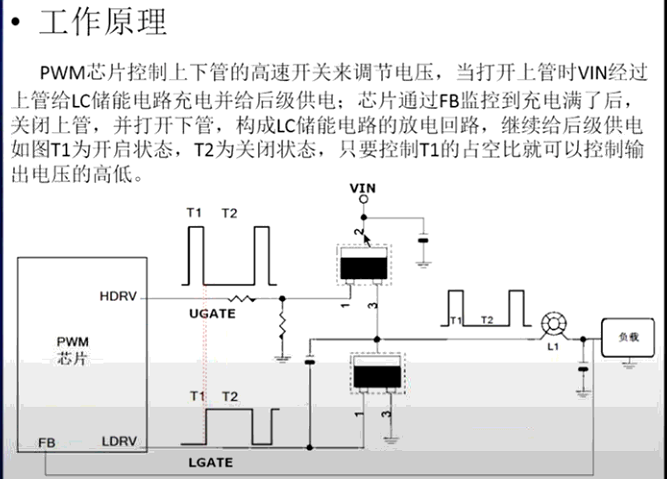 • 工作原理
PWM芯片控制上下管的高速开关来调节电压，当打开上管时VIN经过
上管给LC储能电路充电并给后级供电；芯片通过FB监控到充电满了后，
关闭上管，并打开下管，构成LC储能电路的放电回路，继续给后级供电
如图T1为开启状态，T2为关闭状态，只要控制T1的占空比就可以控制输
出电压的高低。
VIN
T1 T2
2
HDRV
UGATE
1
3
T1 T2
L1
负载
PWM
芯片
T1 T2
1
3
FB
LDRV
LGATE